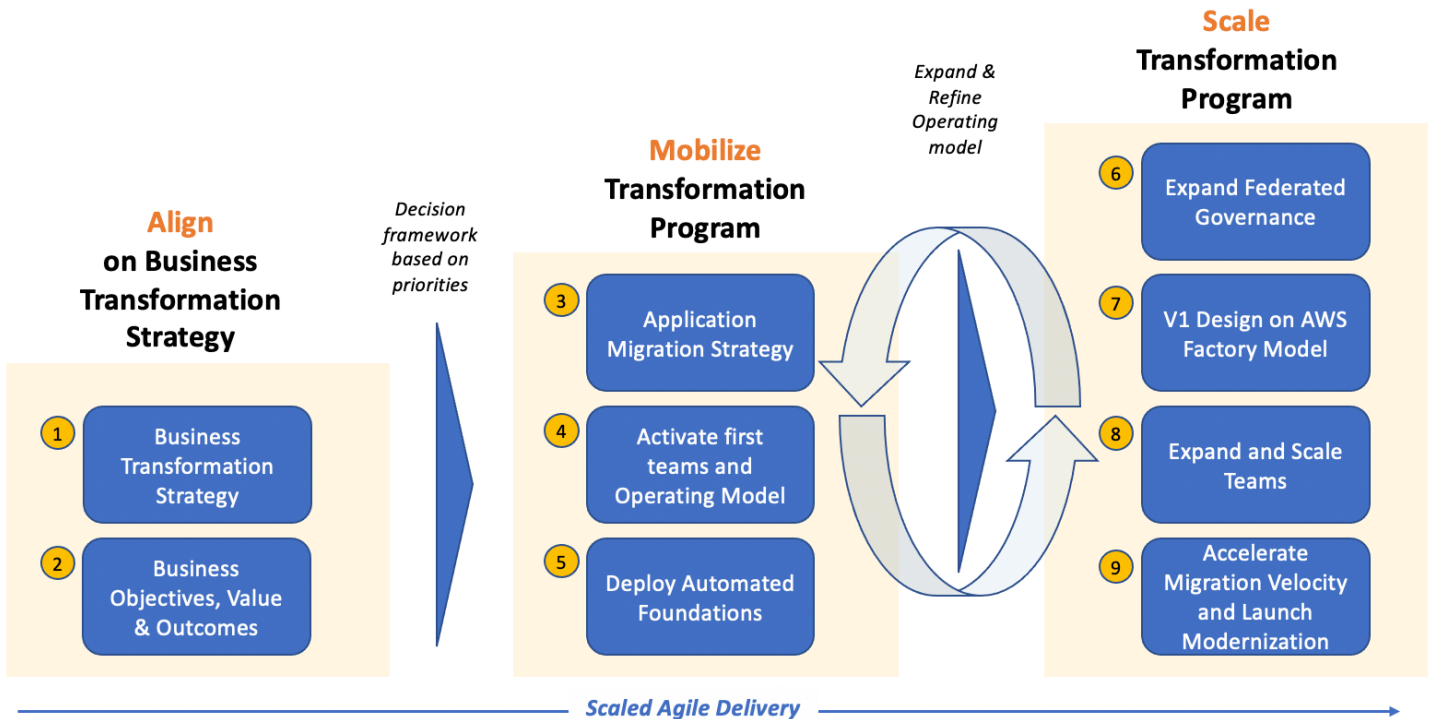 Align
on Business
Transformation
Strategy
1
Business
Transformation
Strategy
2
Business
Objectives, Value
& Outcomes
Decision
framework
based on
priorities
Mobilize
Transformation
Program
3
Application
Migration Strategy
4
Activate first
teams and
Operating Model
5
Deploy Automated
Foundations
Expand &
Refine
Operating
model
Scale
Transformation
Program
6
Expand Federated
Governance
7
V1 Design on AWS
Factory Model
8
Expand and Scale
Teams
9
Accelerate
Migration Velocity
and Launch
Modernization
Scaled Agile Delivery